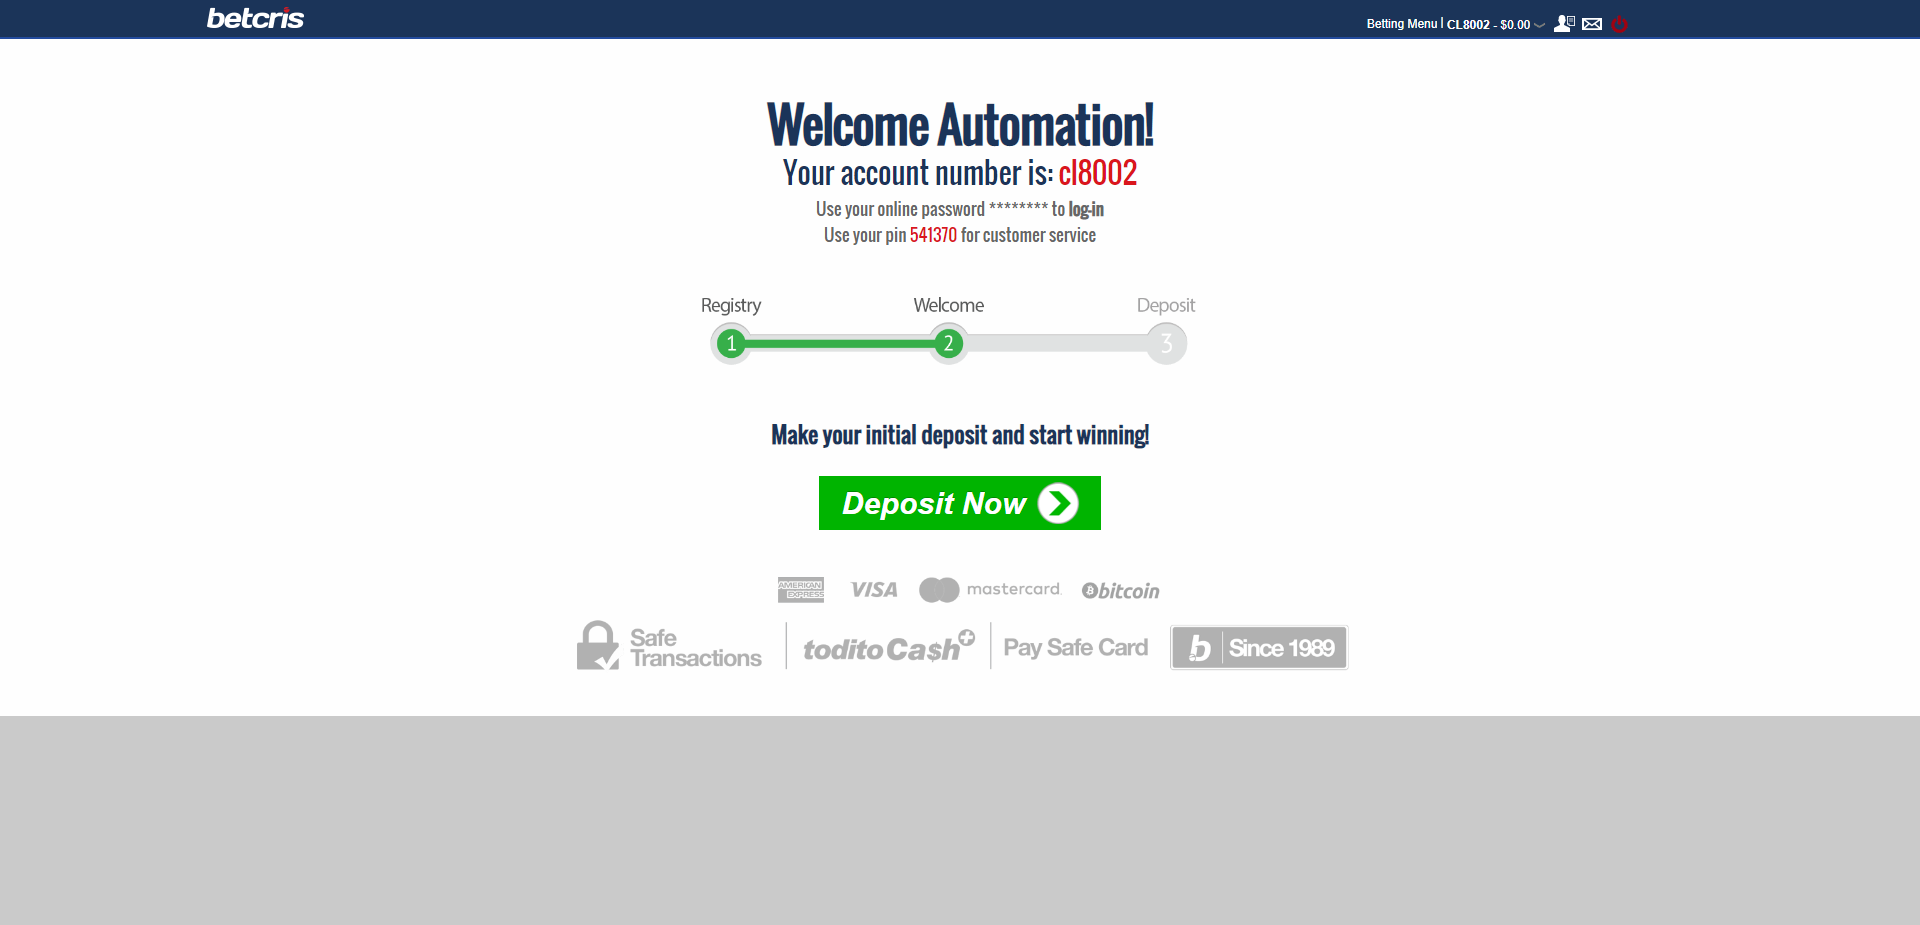 betcris
Betting Menu | CL8002 - $0.00
Welcome Automation!
Your account number is: cl8002
Use your online password ******** to log-in
Use your pin 541370 for customer service
Registry Welcome Deposit
1 2 3
Make your initial deposit and start winning!
Deposit Now
AMERICAN EXPRESS VISA mastercard. bitcoin
Safe Transactions toditoCa$h+ Pay Safe Card b Since 1989